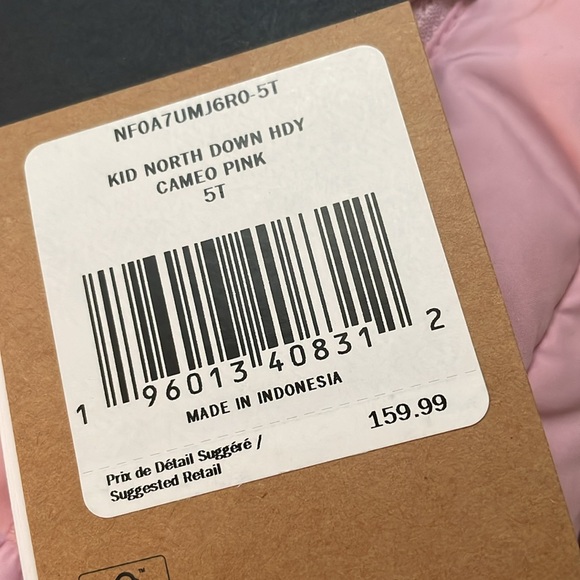 NF0A7UMJ6R0-5T
KID NORTH DOWN HDY
CAMEO PINK
5T
1 96013 40831 2
MADE IN INDONESIA
Prix de Détail Suggéré /
Suggested Retail
159.99
TM